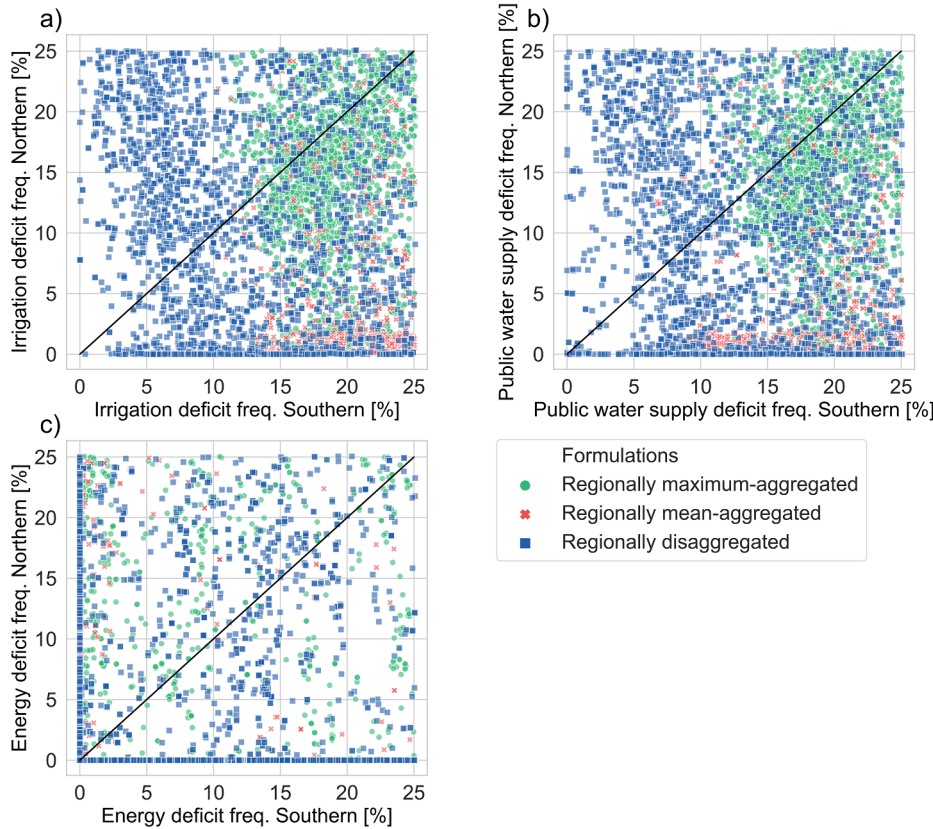 a)
Irrigation deficit freq. Northern [%]
25
20
15
10
5
0
0 5 10 15 20 25
Irrigation deficit freq. Southern [%]
b)
Public water supply deficit freq. Northern [%]
25
20
15
10
5
0
0 5 10 15 20 25
Public water supply deficit freq. Southern [%]
c)
Energy deficit freq. Northern [%]
25
20
15
10
5
0
0 5 10 15 20 25
Energy deficit freq. Southern [%]
Formulations
Regionally maximum-aggregated
Regionally mean-aggregated
Regionally disaggregated